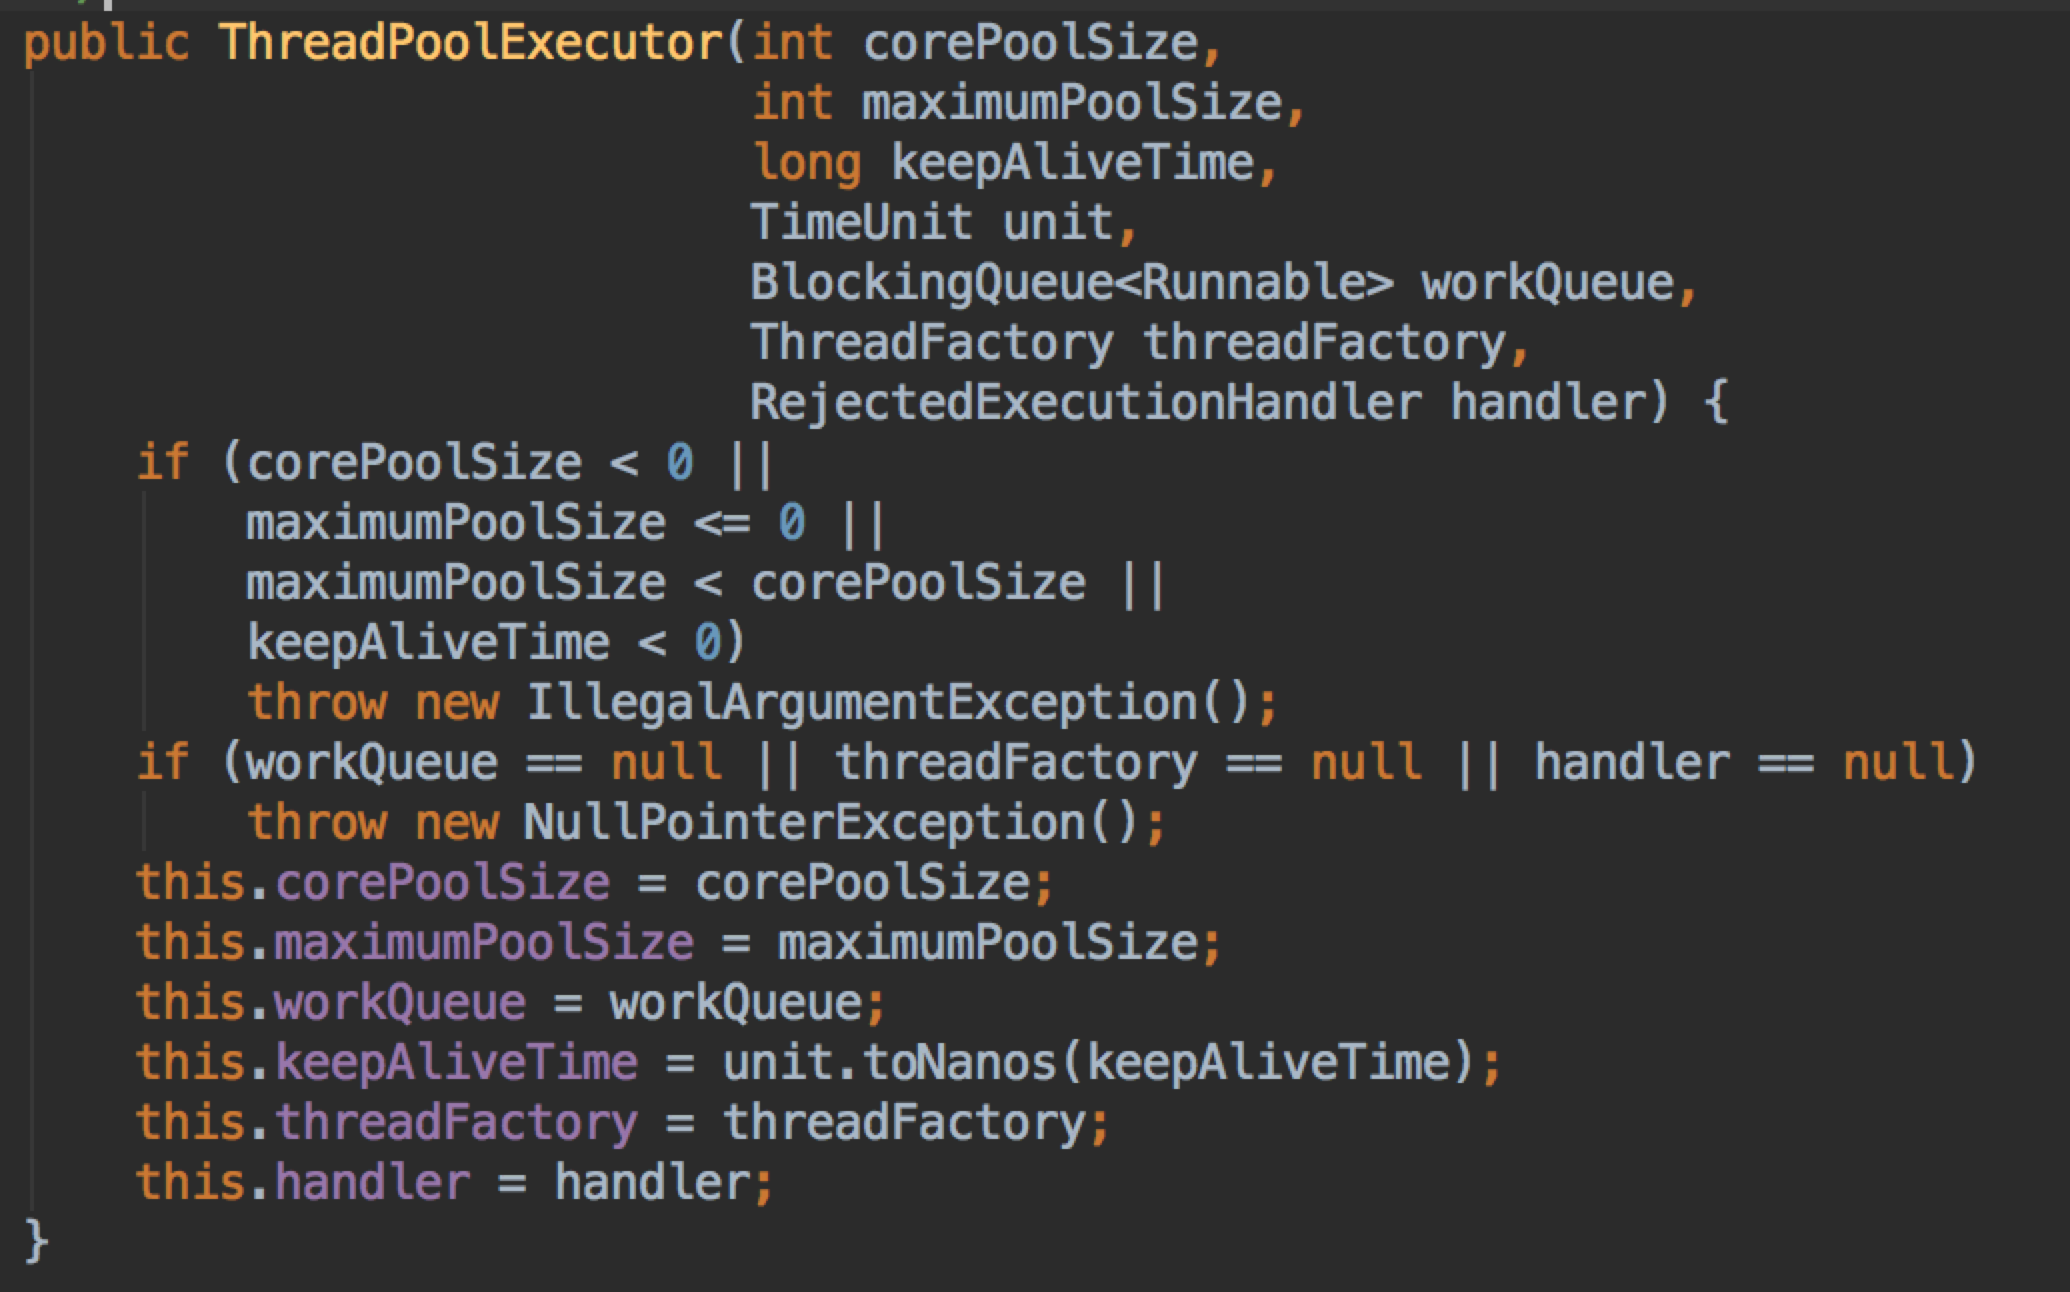 public ThreadPoolExecutor(int corePoolSize,
                          int maximumPoolSize,
                          long keepAliveTime,
                          TimeUnit unit,
                          BlockingQueue<Runnable> workQueue,
                          ThreadFactory threadFactory,
                          RejectedExecutionHandler handler) {
    if (corePoolSize < 0 ||
        maximumPoolSize <= 0 ||
        maximumPoolSize < corePoolSize ||
        keepAliveTime < 0)
        throw new IllegalArgumentException();
    if (workQueue == null || threadFactory == null || handler == null)
        throw new NullPointerException();
    this.corePoolSize = corePoolSize;
    this.maximumPoolSize = maximumPoolSize;
    this.workQueue = workQueue;
    this.keepAliveTime = unit.toNanos(keepAliveTime);
    this.threadFactory = threadFactory;
    this.handler = handler;
}